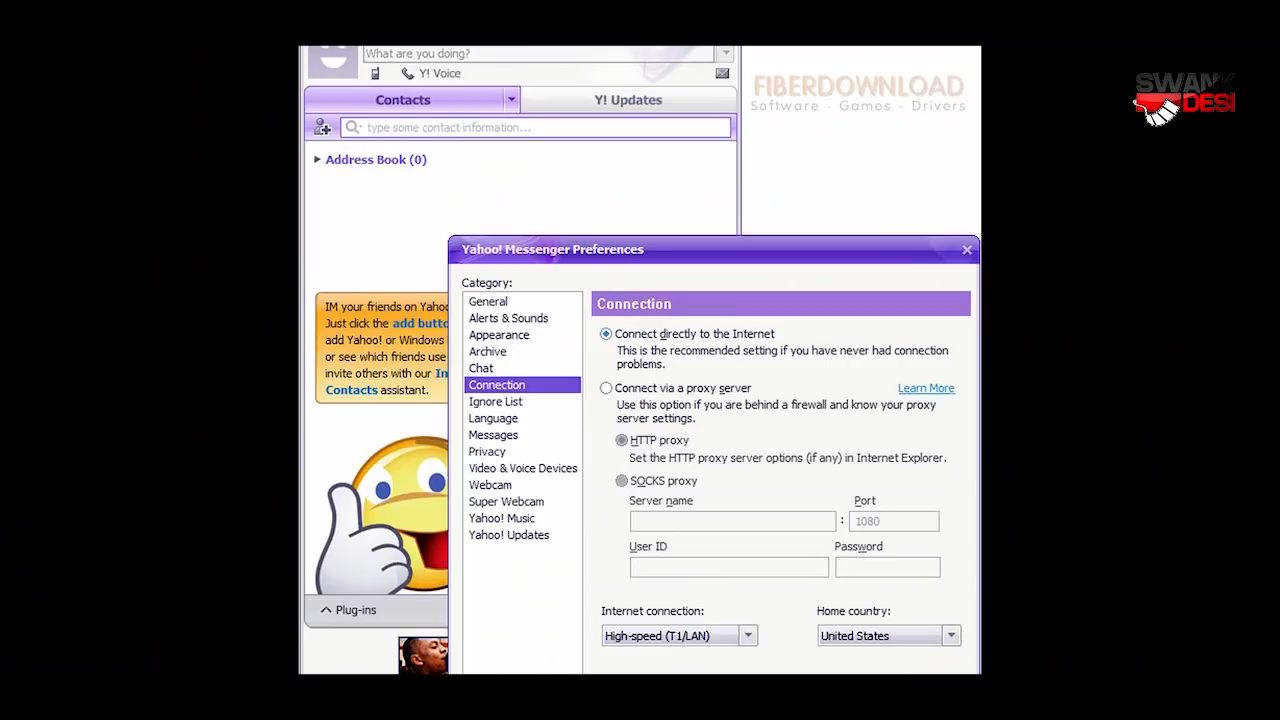 What are you doing?
Y! Voice
Contacts
Y! Updates
type some contact information...
Address Book (0)
FIBERDOWNLOAD
Software - Games - Drivers
SWANK
DESI
Yahoo! Messenger Preferences
IM your friends on Yahoo
Just click the add butto
add Yahoo! or Windows
or see which friends use
invite others with our In
Contacts assistant.
Plug-ins
Category:
General
Alerts & Sounds
Appearance
Archive
Chat
Connection
Ignore List
Language
Messages
Privacy
Video & Voice Devices
Webcam
Super Webcam
Yahoo! Music
Yahoo! Updates
Connection
Connect directly to the Internet
This is the recommended setting if you have never had connection
problems.
Connect via a proxy server
Learn More
Use this option if you are behind a firewall and know your proxy
server settings.
HTTP proxy
Set the HTTP proxy server options (if any) in Internet Explorer.
SOCKS proxy
Server name
Port
:
1080
User ID
Password
Internet connection:
Home country:
High-speed (T1/LAN)
United States